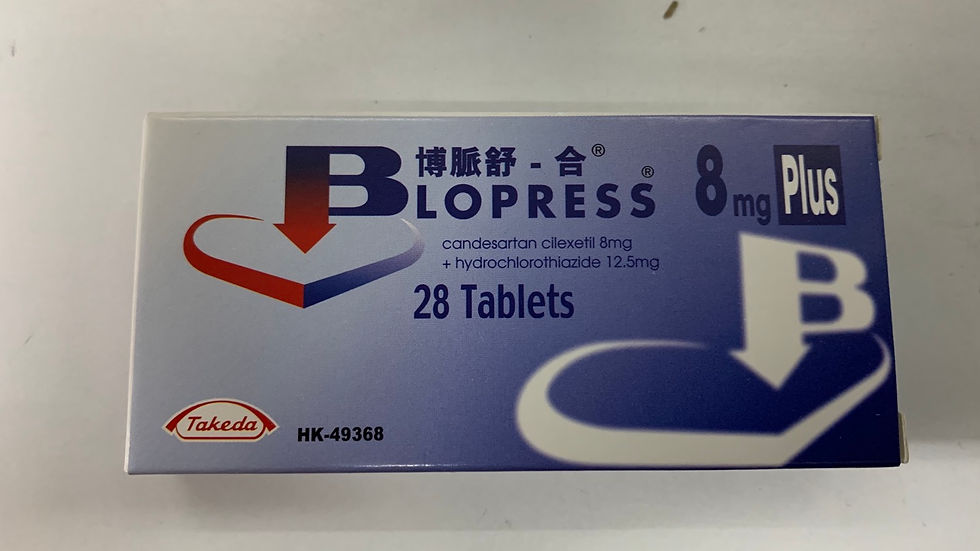 博脈舒 - 合®
BLOPRESS® 8mg Plus
candesartan cilexetil 8mg
+ hydrochlorothiazide 12.5mg
28 Tablets
B
Takeda
HK-49368